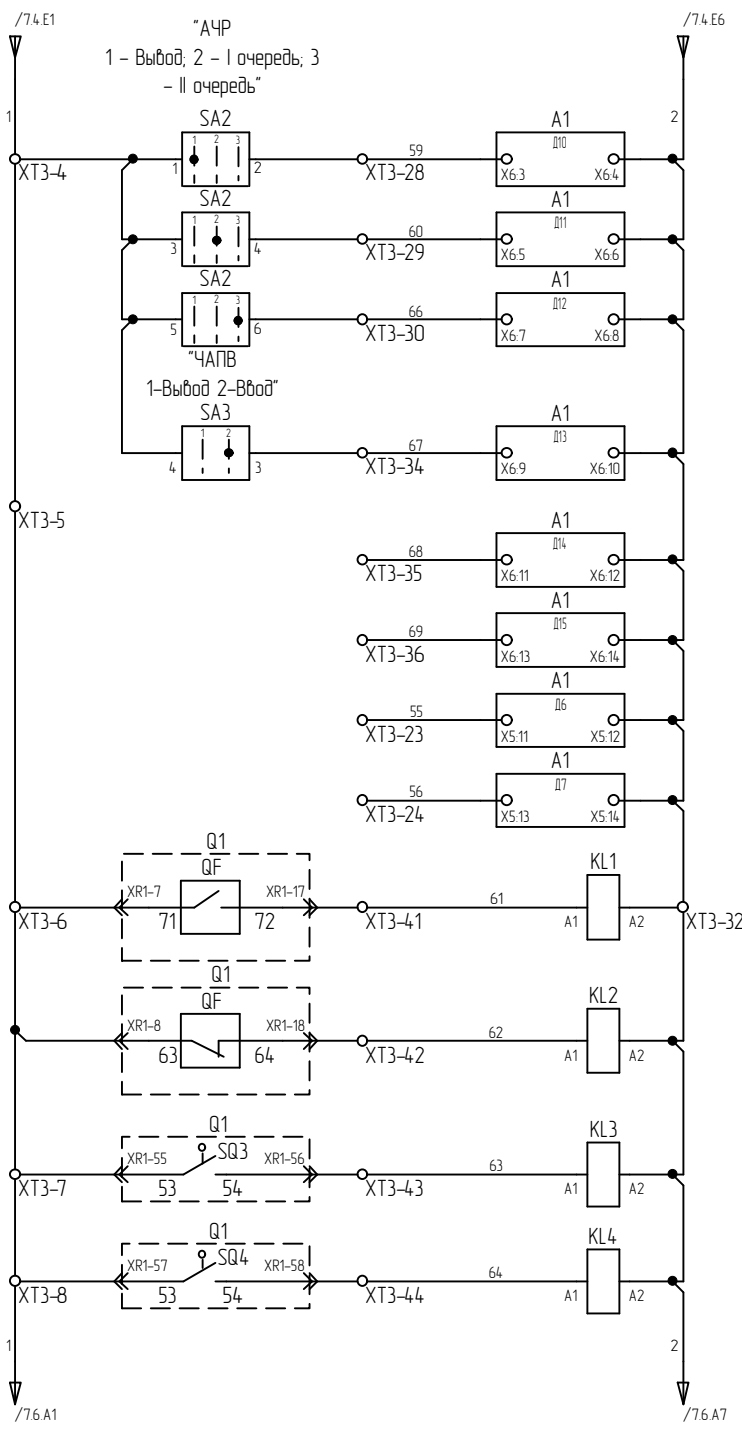 /7.4.E1
/7.4.E6
"АЧР
1 – Вывод; 2 – I очередь; 3
– II очередь"
1
2
SA2
A1
1 2 3
Д10
59
XT3-4
1
2
XT3-28
X6:3
X6:4
SA2
A1
1 2 3
Д11
60
3
4
XT3-29
X6:5
X6:6
SA2
A1
1 2 3
Д12
66
5
6
XT3-30
X6:7
X6:8
"ЧАПВ
1-Вывод 2-Ввод"
SA3
A1
1 2
Д13
67
4
3
XT3-34
X6:9
X6:10
XT3-5
A1
Д14
68
XT3-35
X6:11
X6:12
A1
Д15
69
XT3-36
X6:13
X6:14
A1
Д6
55
XT3-23
X5:11
X5:12
A1
Д7
56
XT3-24
X5:13
X5:14
Q1
QF
KL1
XR1-7
XR1-17
61
XT3-6
71
72
XT3-41
A1
A2
XT3-32
Q1
QF
KL2
XR1-8
XR1-18
62
63
64
XT3-42
A1
A2
Q1
KL3
SQ3
XR1-55
XR1-56
63
XT3-7
53
54
XT3-43
A1
A2
Q1
KL4
SQ4
XR1-57
XR1-58
64
XT3-8
53
54
XT3-44
A1
A2
1
2
/7.6.A1
/7.6.A7